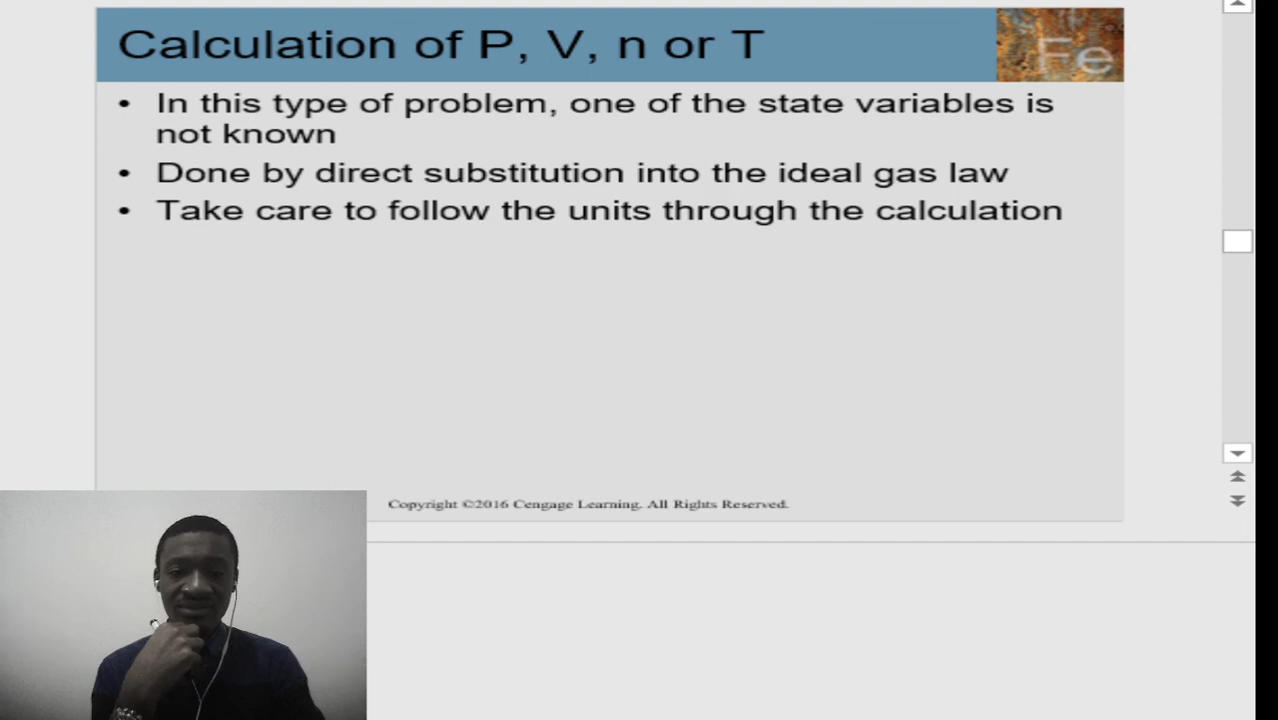 Calculation of P, V, n or T
Fe
• In this type of problem, one of the state variables is
not known
• Done by direct substitution into the ideal gas law
• Take care to follow the units through the calculation
Copyright ©2016 Cengage Learning. All Rights Reserved.